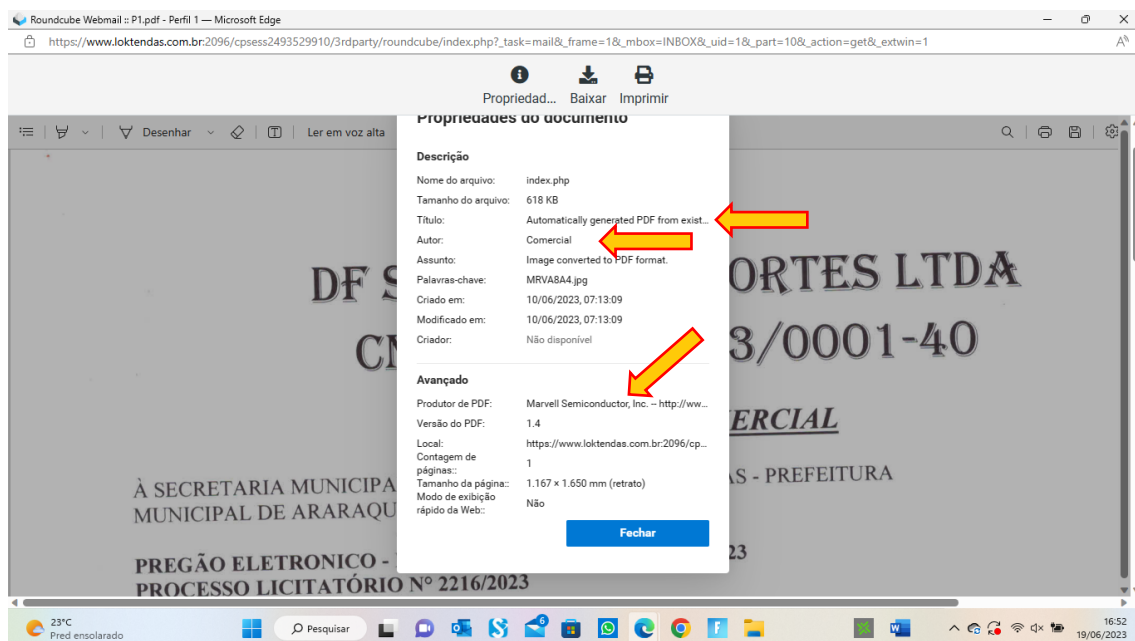 Roundcube Webmail :: P1.pdf - Perfil 1 — Microsoft Edge
https://www.loktendas.com.br:2096/cpsess2493529910/3rdparty/roundcube/index.php?_task=mail&_frame=1&_mbox=INBOX&_uid=1&_part=10&_action=get&_extwin=1
Propriedad... Baixar Imprimir
Desenhar Ler em voz alta
Propriedades do documento
Descrição
Nome do arquivo: index.php
Tamanho do arquivo: 618 KB
Título: Automatically generated PDF from exist...
Autor: Comercial
Assunto: Image converted to PDF format.
Palavras-chave: MRVA8A4.jpg
Criado em: 10/06/2023, 07:13:09
Modificado em: 10/06/2023, 07:13:09
Criador: Não disponível
Avançado
Produtor de PDF: Marvell Semiconductor, Inc. -- http://ww...
Versão do PDF: 1.4
Local: https://www.loktendas.com.br:2096/cp...
Contagem de páginas:: 1
Tamanho da página:: 1.167 × 1.650 mm (retrato)
Modo de exibição rápido da Web:: Não
Fechar
DF S ORTES LTDA
CN 3/0001-40
ERCIAL
À SECRETARIA MUNICIPA AS - PREFEITURA
MUNICIPAL DE ARARAQU
PREGÃO ELETRONICO - 23
PROCESSO LICITATÓRIO Nº 2216/2023
23°C
Pred ensolarado
Pesquisar
16:52
19/06/2023